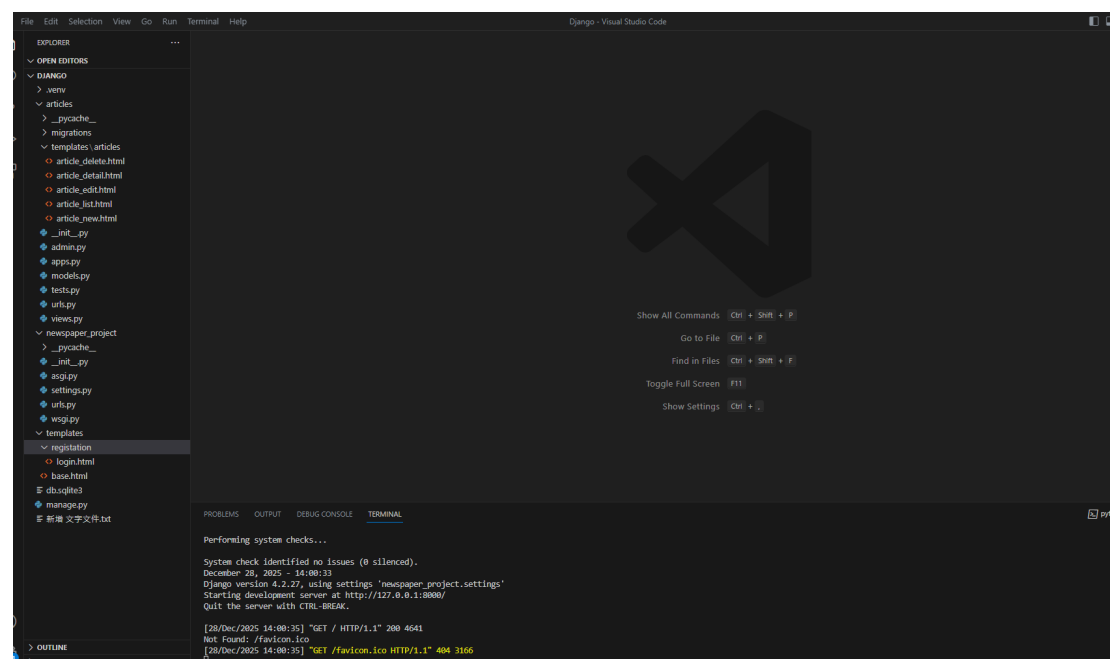 File Edit Selection View Go Run Terminal Help
Django - Visual Studio Code
EXPLORER ...
OPEN EDITORS
DJANGO
.venv
articles
__pycache__
migrations
templates \ articles
article_delete.html
article_detail.html
article_edit.html
article_list.html
article_new.html
__init__.py
admin.py
apps.py
models.py
tests.py
urls.py
views.py
newspaper_project
__pycache__
__init__.py
asgi.py
settings.py
urls.py
wsgi.py
templates
registation
login.html
base.html
db.sqlite3
manage.py
新增 文字文件.txt
OUTLINE
Show All Commands Ctrl + Shift + P
Go to File Ctrl + P
Find in Files Ctrl + Shift + F
Toggle Full Screen F11
Show Settings Ctrl + ,
PROBLEMS OUTPUT DEBUG CONSOLE TERMINAL
Performing system checks...
System check identified no issues (0 silenced).
December 28, 2025 - 14:00:33
Django version 4.2.27, using settings 'newspaper_project.settings'
Starting development server at http://127.0.0.1:8000/
Quit the server with CTRL-BREAK.
[28/Dec/2025 14:00:35] "GET / HTTP/1.1" 200 4641
Not Found: /favicon.ico
[28/Dec/2025 14:00:35] "GET /favicon.ico HTTP/1.1" 404 3166